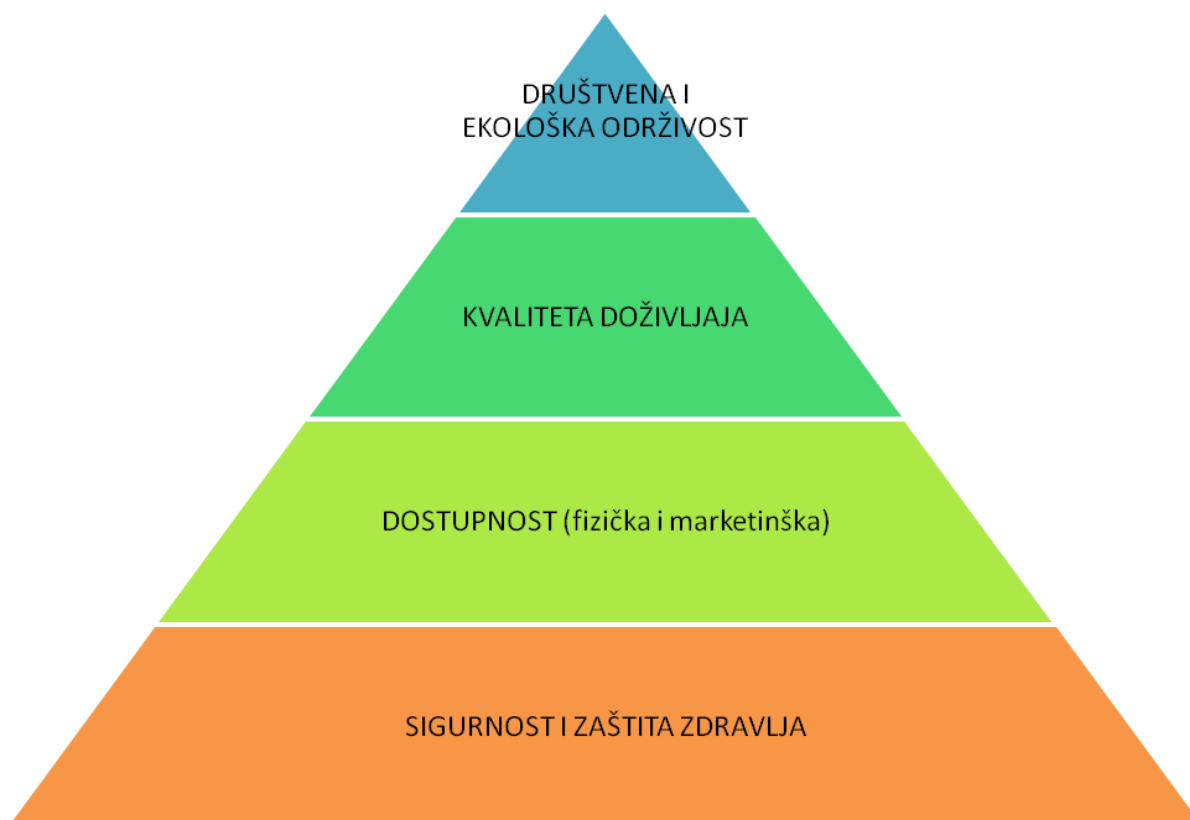 DRUŠTVENA I
EKOLOŠKA ODRŽIVOST
KVALITETA DOŽIVLJAJA
DOSTUPNOST (fizička i marketinška)
SIGURNOST I ZAŠTITA ZDRAVLJA